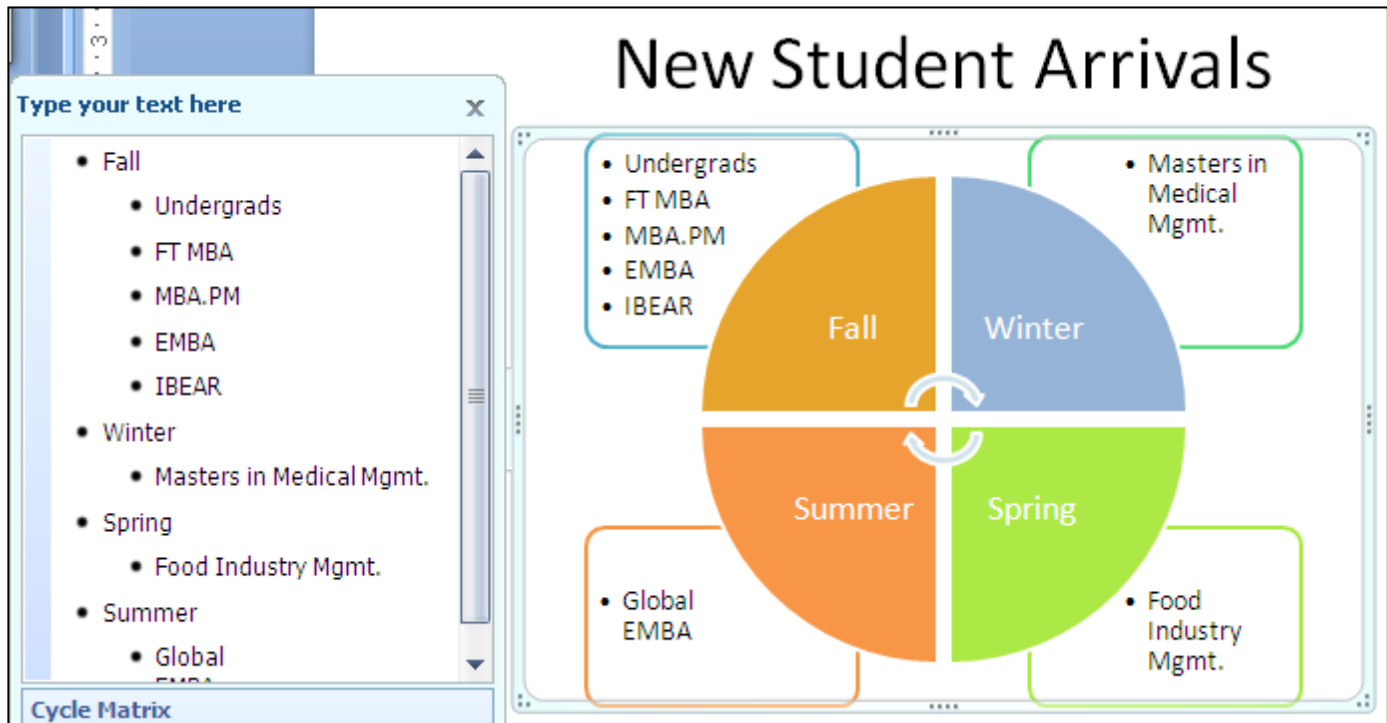 New Student Arrivals
3
Type your text here
x
• Fall
• Undergrads
• FT MBA
• MBA.PM
• EMBA
• IBEAR
• Winter
• Masters in Medical Mgmt.
• Spring
• Food Industry Mgmt.
• Summer
• Global
EMBA
Cycle Matrix
• Undergrads
• FT MBA
• MBA.PM
• EMBA
• IBEAR
• Masters in
Medical
Mgmt.
Fall
Winter
Summer
Spring
• Global
EMBA
• Food
Industry
Mgmt.